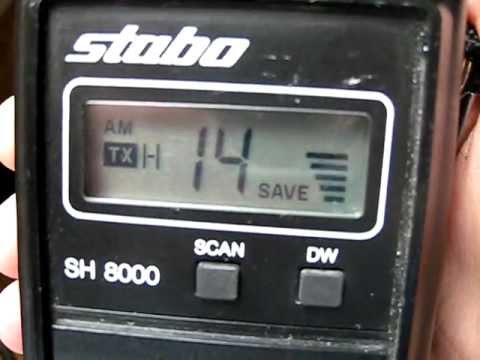 stabo
AM
TX H 14 SAVE
SCAN DW
SH 8000